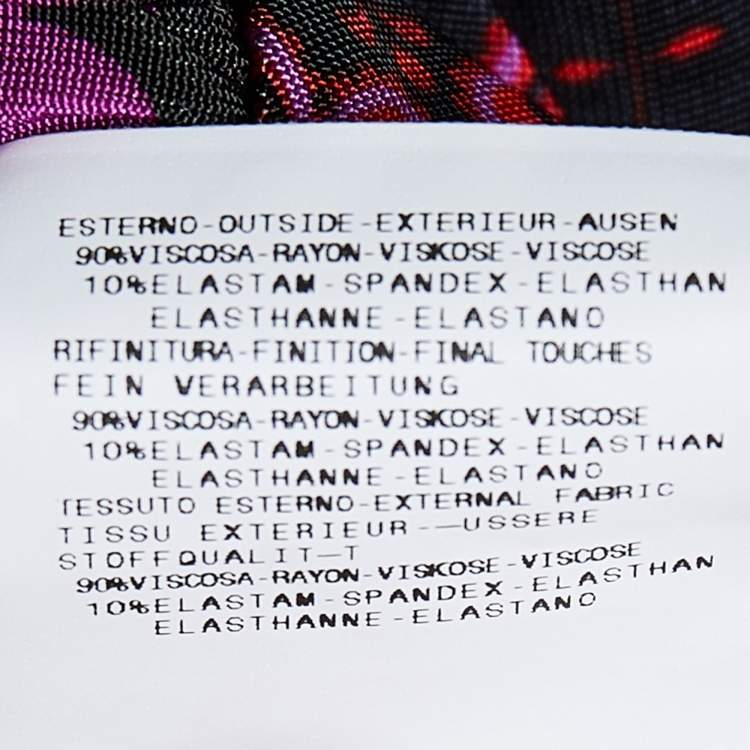 ESTERNO-OUTSIDE-EXTERIEUR-AUSEN
90%VISCOSA-RAYON-VISKOSE-VISCOSE
10%ELASTAM-SPANDEX-ELASTHAN
ELASTHANNE-ELASTANO
RIFINITURA-FINITION-FINAL TOUCHES
FEIN VERARBEITUNG
90%VISCOSA-RAYON-VISKOSE-VISCOSE
10%ELASTAM-SPANDEX-ELASTHAN
ELASTHANNE-ELASTANO
TESSUTO ESTERNO-EXTERNAL FABRIC
TISSU EXTERIEUR-—USSERE
STOFFQUALIT—T
90%VISCOSA-RAYON-VISKOSE-VISCOSE
10%ELASTAM-SPANDEX-ELASTHAN
ELASTHANNE-ELASTANO